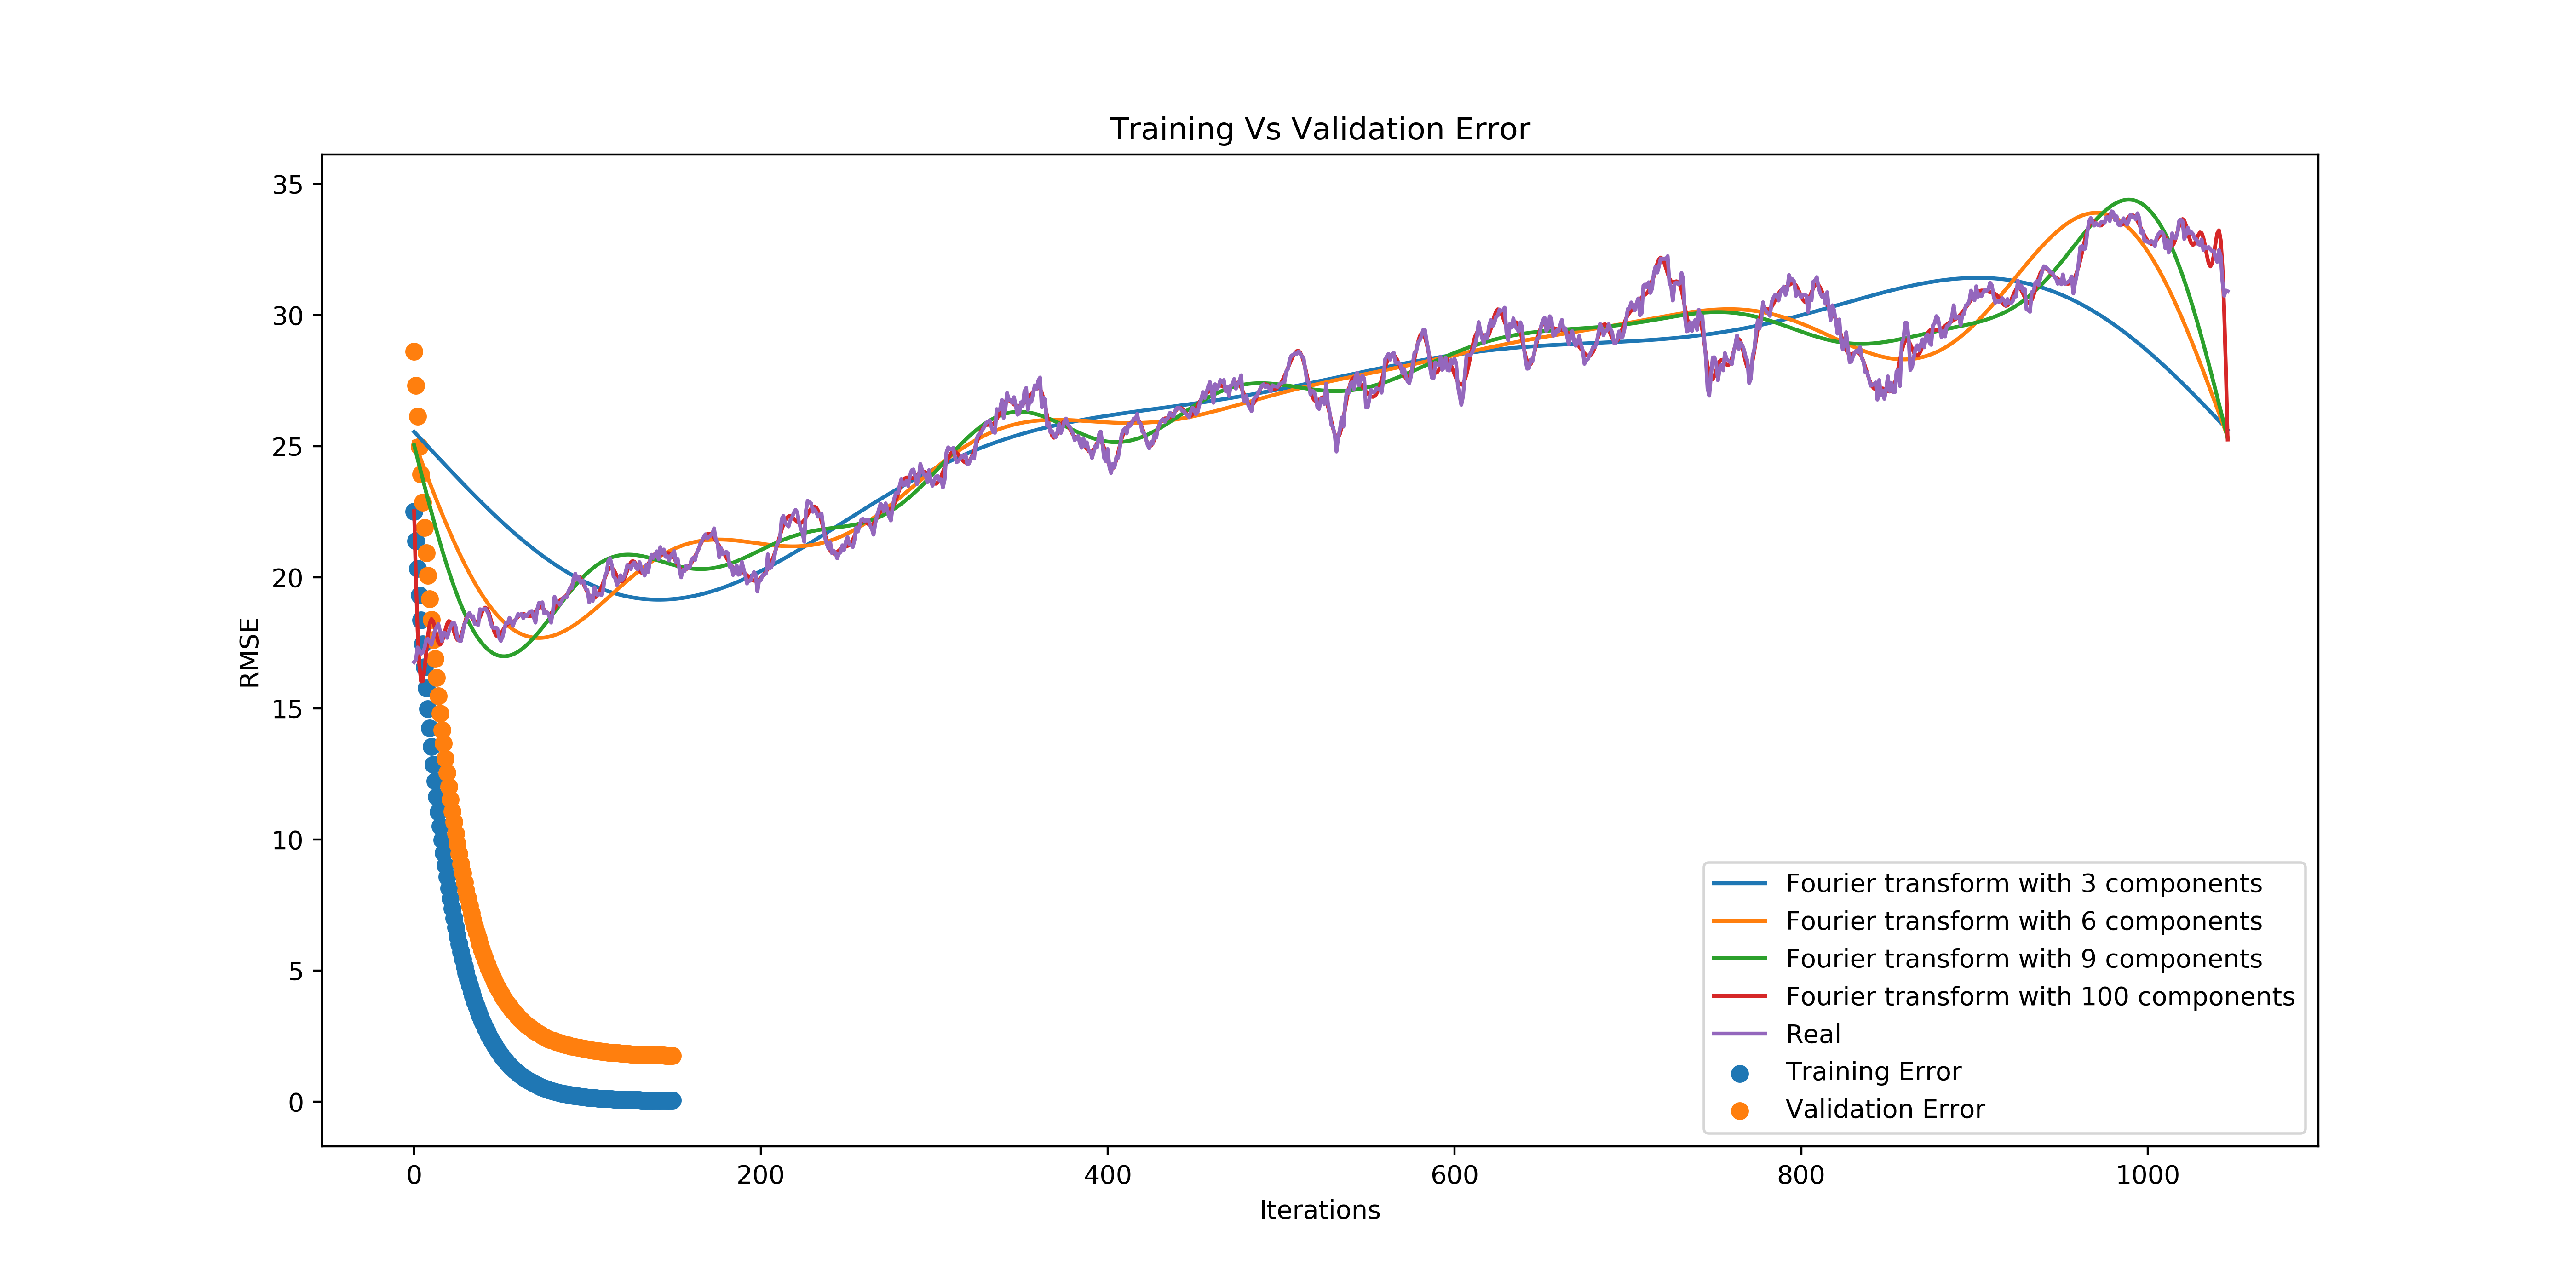 Training Vs Validation Error
35
30
25
20
15
10
5
0
RMSE
0 200 400 600 800 1000
Iterations
Fourier transform with 3 components
Fourier transform with 6 components
Fourier transform with 9 components
Fourier transform with 100 components
Real
Training Error
Validation Error